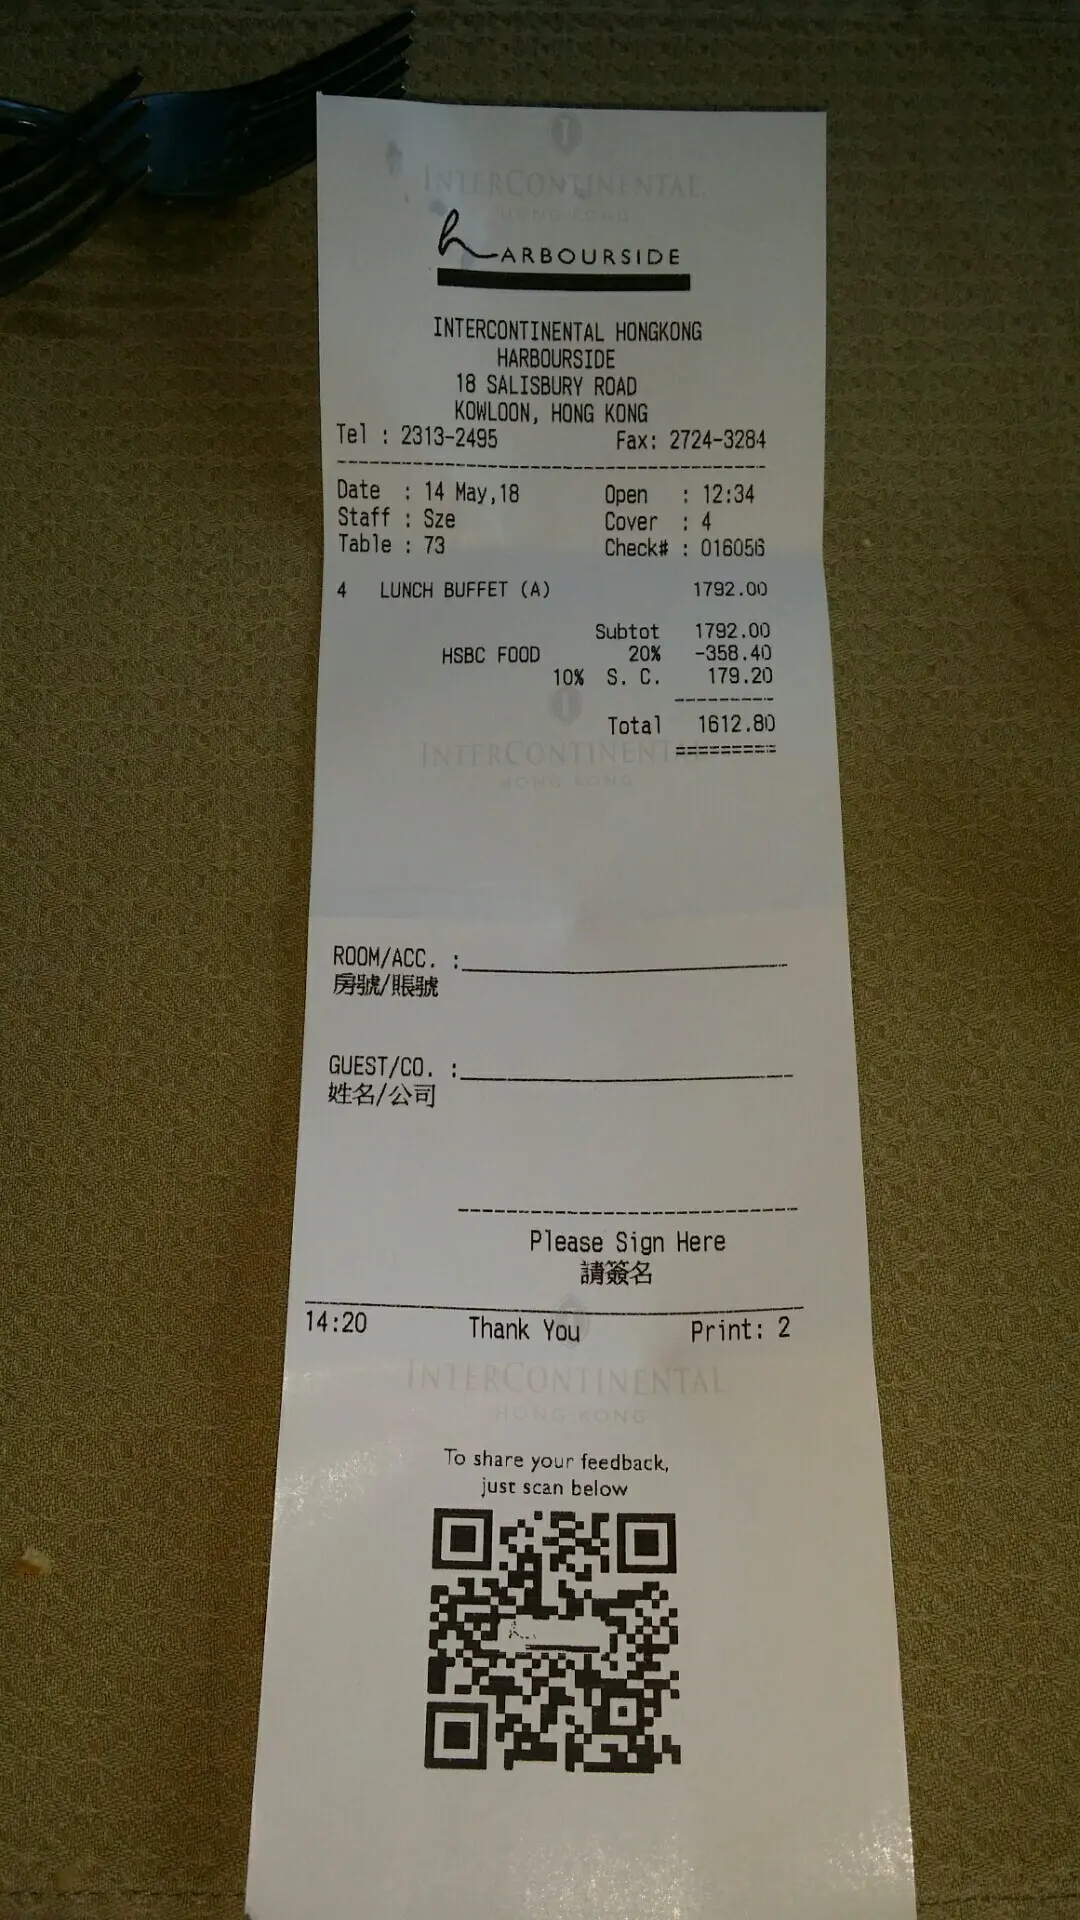 INTERCONTINENTAL
HONG KONG
hARBOURSIDE
INTERCONTINENTAL HONGKONG
HARBOURSIDE
18 SALISBURY ROAD
KOWLOON, HONG KONG
Tel : 2313-2495 Fax: 2724-3284
Date : 14 May,18 Open : 12:34
Staff : Sze Cover : 4
Table : 73 Check# : 016056
4 LUNCH BUFFET (A) 1792.00
Subtot 1792.00
HSBC FOOD 20% -358.40
10% S. C. 179.20
Total 1612.80
INTERCONTINENTAL
HONG KONG
ROOM/ACC. :
房號/賬號
GUEST/CO. :
姓名/公司
Please Sign Here
請簽名
14:20 Thank You Print: 2
INTERCONTINENTAL
HONG KONG
To share your feedback,
just scan below